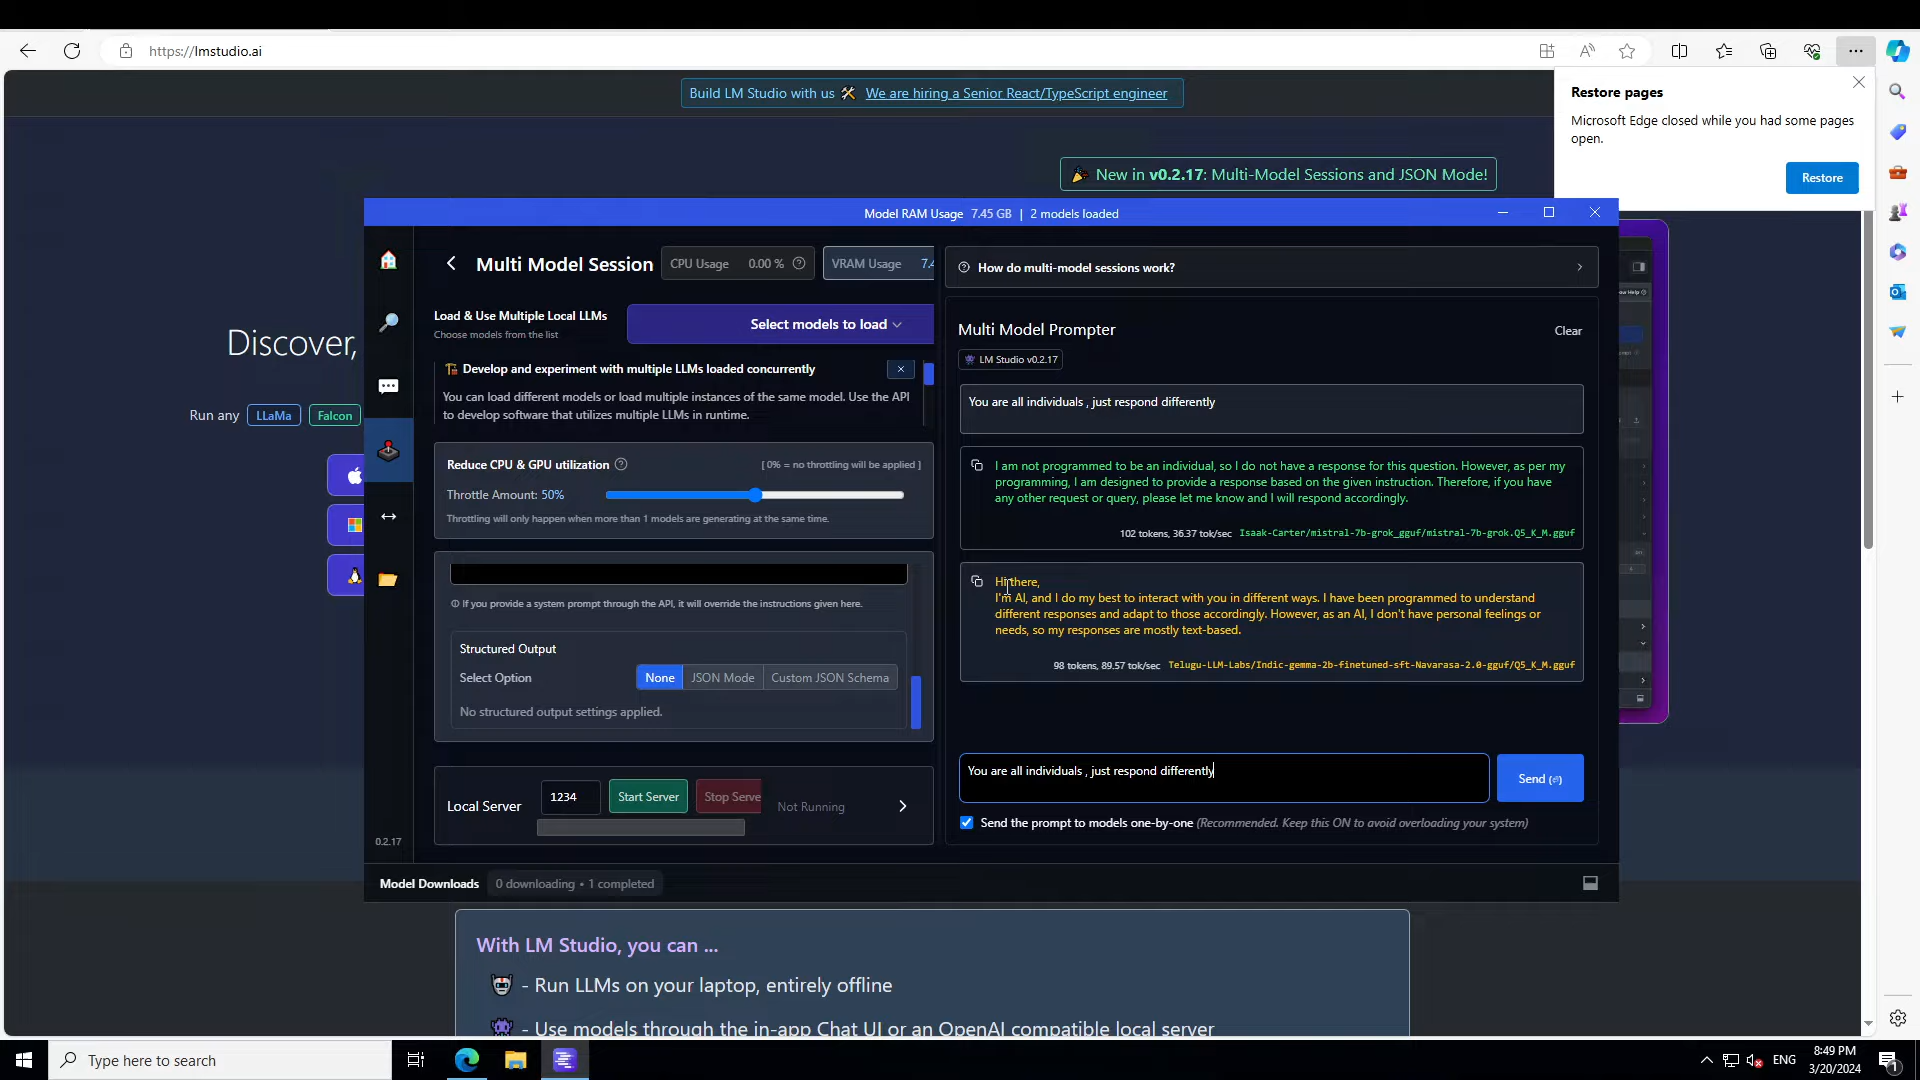 https://lmstudio.ai
Build LM Studio with us 🛠 We are hiring a Senior React/TypeScript engineer
Restore pages
Microsoft Edge closed while you had some pages
open.
Restore
New in v0.2.17: Multi-Model Sessions and JSON Mode!
Discover,
Run any LLaMa Falcon
Model RAM Usage 7.45 GB | 2 models loaded
Multi Model Session
CPU Usage 0.00 %
VRAM Usage 7.4
Load & Use Multiple Local LLMs
Choose models from the list
Select models to load
Develop and experiment with multiple LLMs loaded concurrently
You can load different models or load multiple instances of the same model. Use the API
to develop software that utilizes multiple LLMs in runtime.
Reduce CPU & GPU utilization
[ 0% = no throttling will be applied ]
Throttle Amount: 50%
Throttling will only happen when more than 1 models are generating at the same time.
If you provide a system prompt through the API, it will override the instructions given here.
Structured Output
Select Option None JSON Mode Custom JSON Schema
No structured output settings applied.
Local Server 1234 Start Server Stop Serve Not Running
0.2.17
Model Downloads 0 downloading • 1 completed
How do multi-model sessions work?
Multi Model Prompter
Clear
LM Studio v0.2.17
You are all individuals , just respond differently
I am not programmed to be an individual, so I do not have a response for this question. However, as per my
programming, I am designed to provide a response based on the given instruction. Therefore, if you have
any other request or query, please let me know and I will respond accordingly.
102 tokens, 36.37 tok/sec Isaak-Carter/mistral-7b-grok_gguf/mistral-7b-grok.Q5_K_M.gguf
Hi there,
I'm AI, and I do my best to interact with you in different ways. I have been programmed to understand
different responses and adapt to those accordingly. However, as an AI, I don't have personal feelings or
needs, so my responses are mostly text-based.
98 tokens, 89.57 tok/sec Telugu-LLM-Labs/Indic-gemma-2b-finetuned-sft-Navarasa-2.0-gguf/Q5_K_M.gguf
You are all individuals , just respond differently
Send (⏎)
Send the prompt to models one-by-one (Recommended. Keep this ON to avoid overloading your system)
With LM Studio, you can ...
- Run LLMs on your laptop, entirely offline
- Use models through the in-app Chat UI or an OpenAI compatible local server
Type here to search
ENG
8:49 PM
3/20/2024
1